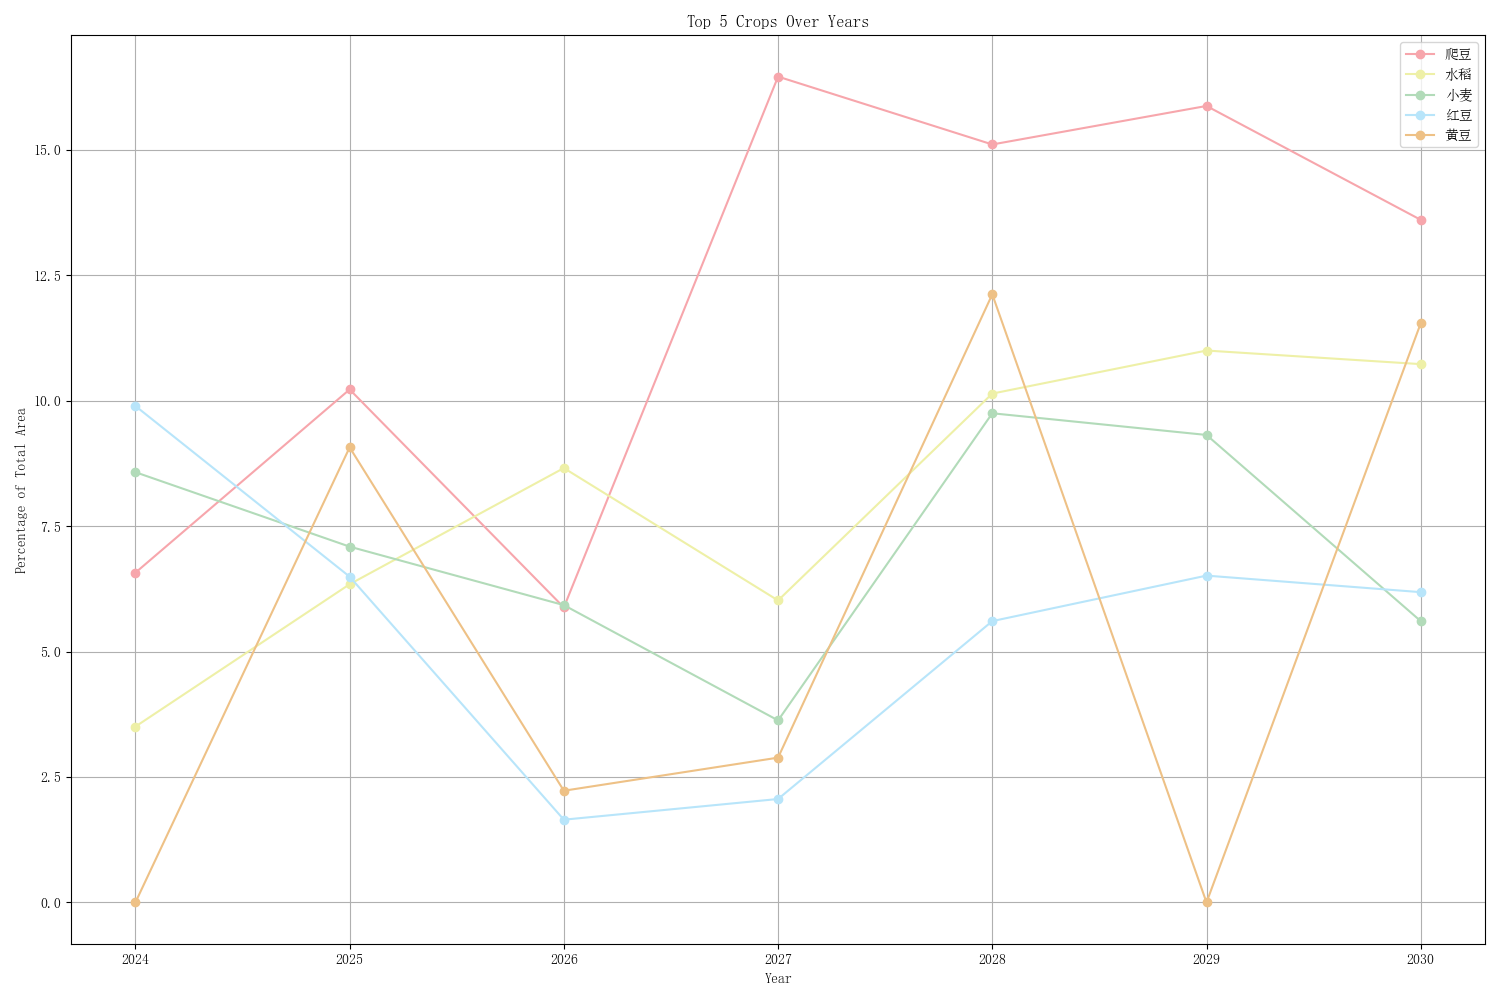 Top 5 Crops Over Years
爬豆
水稻
小麦
红豆
黄豆
15.0
12.5
10.0
7.5
5.0
2.5
0.0
Percentage of Total Area
2024 2025 2026 2027 2028 2029 2030
Year